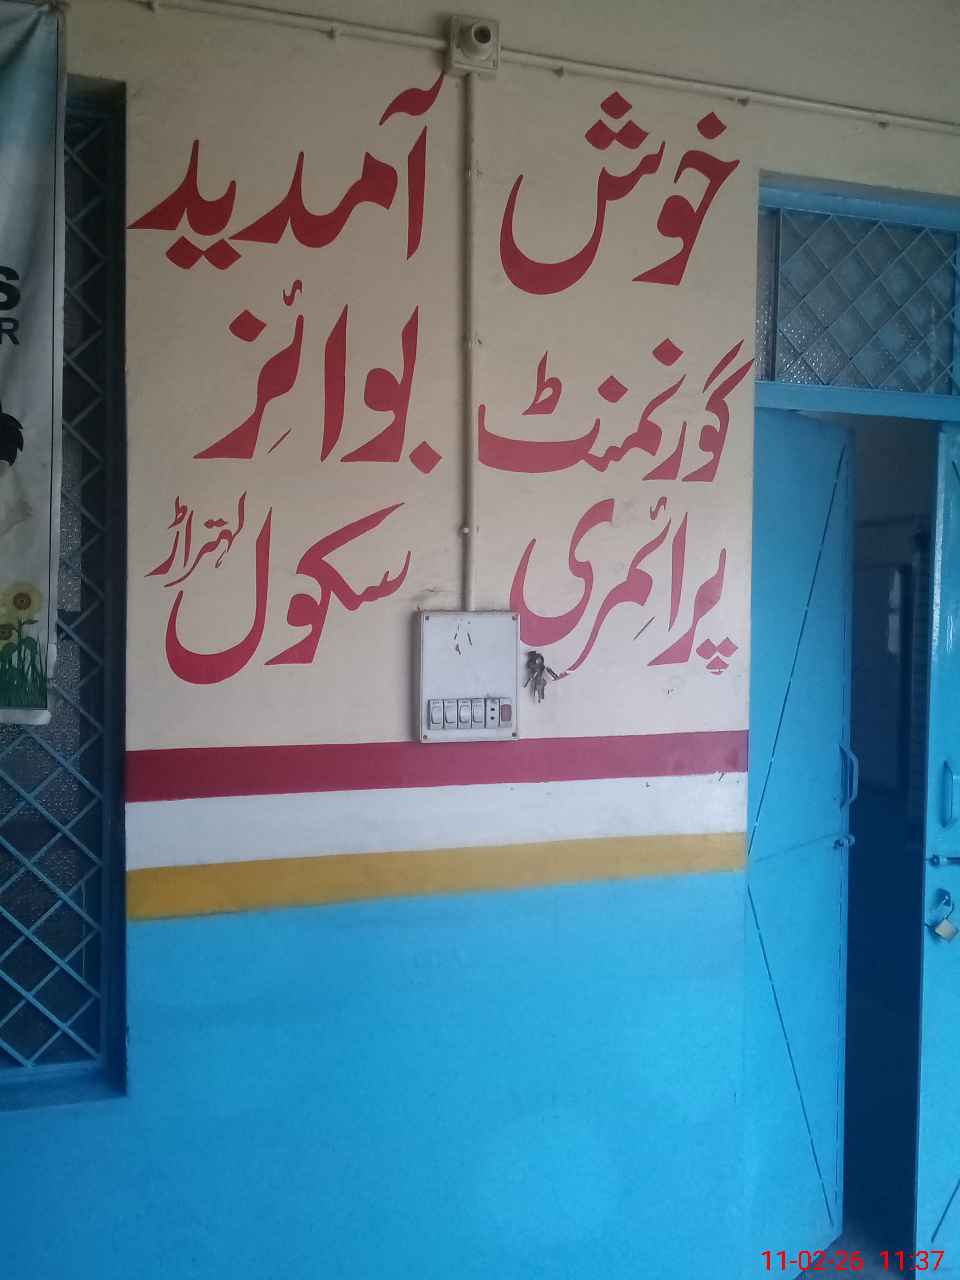 خوش آمدید
گورنمنٹ بوائز
پرائمری سکول لہتراڑ
S
R
11-02-26 11:37